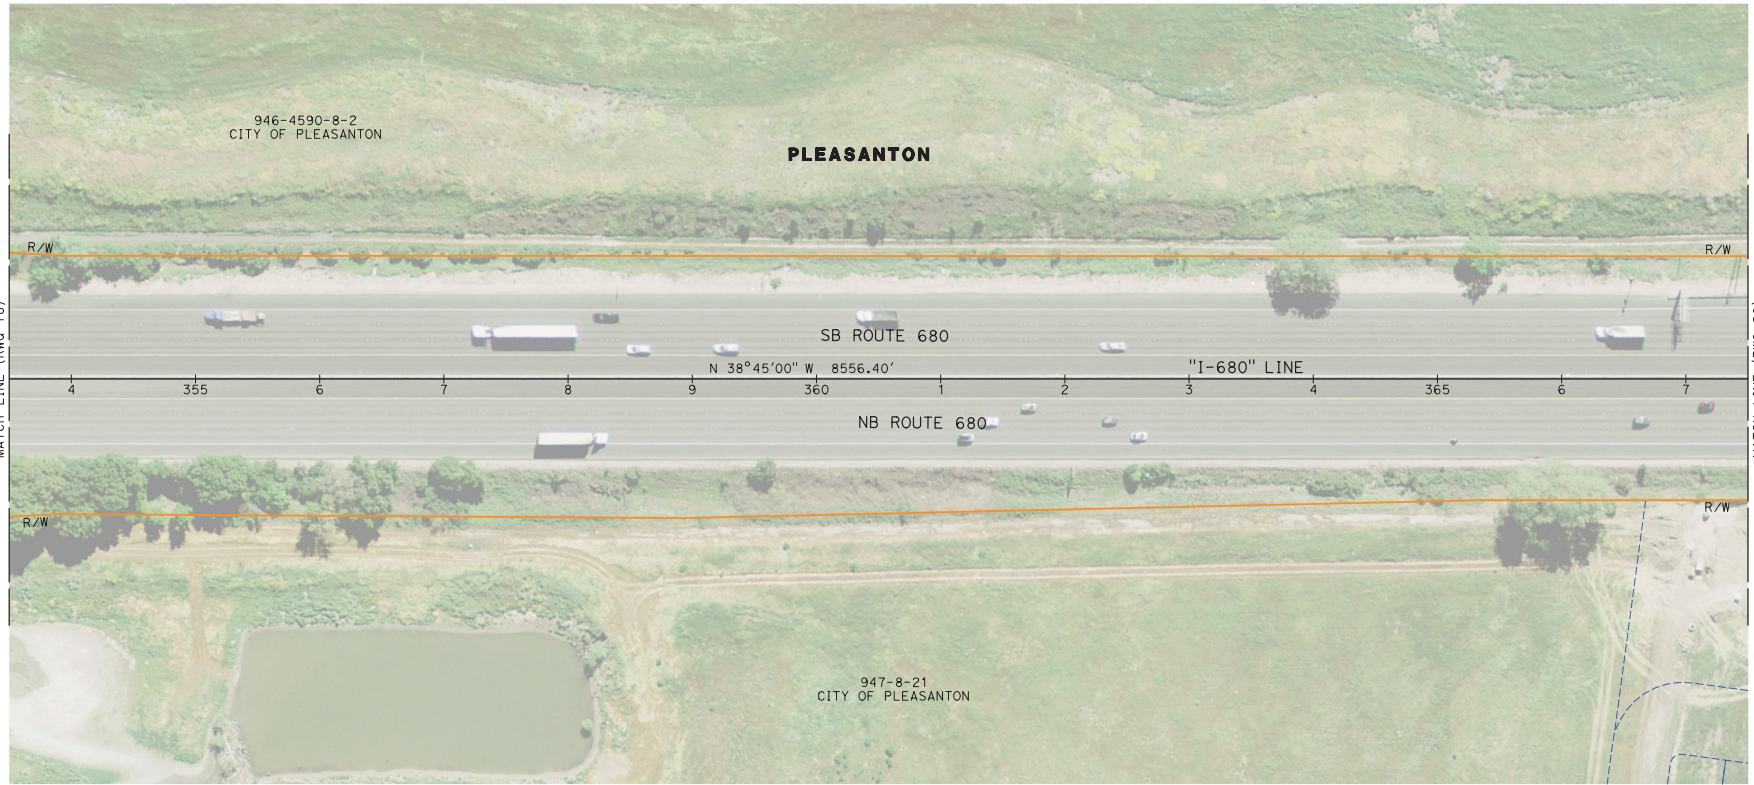 946-4590-8-2
CITY OF PLEASANTON
PLEASANTON
R/W
R/W
SB ROUTE 680
N 38°45'00" W 8556.40'
"I-680" LINE
4 355 6 7 8 9 360 1 2 3 4 365 6 7
NB ROUTE 680
R/W
R/W
947-8-21
CITY OF PLEASANTON